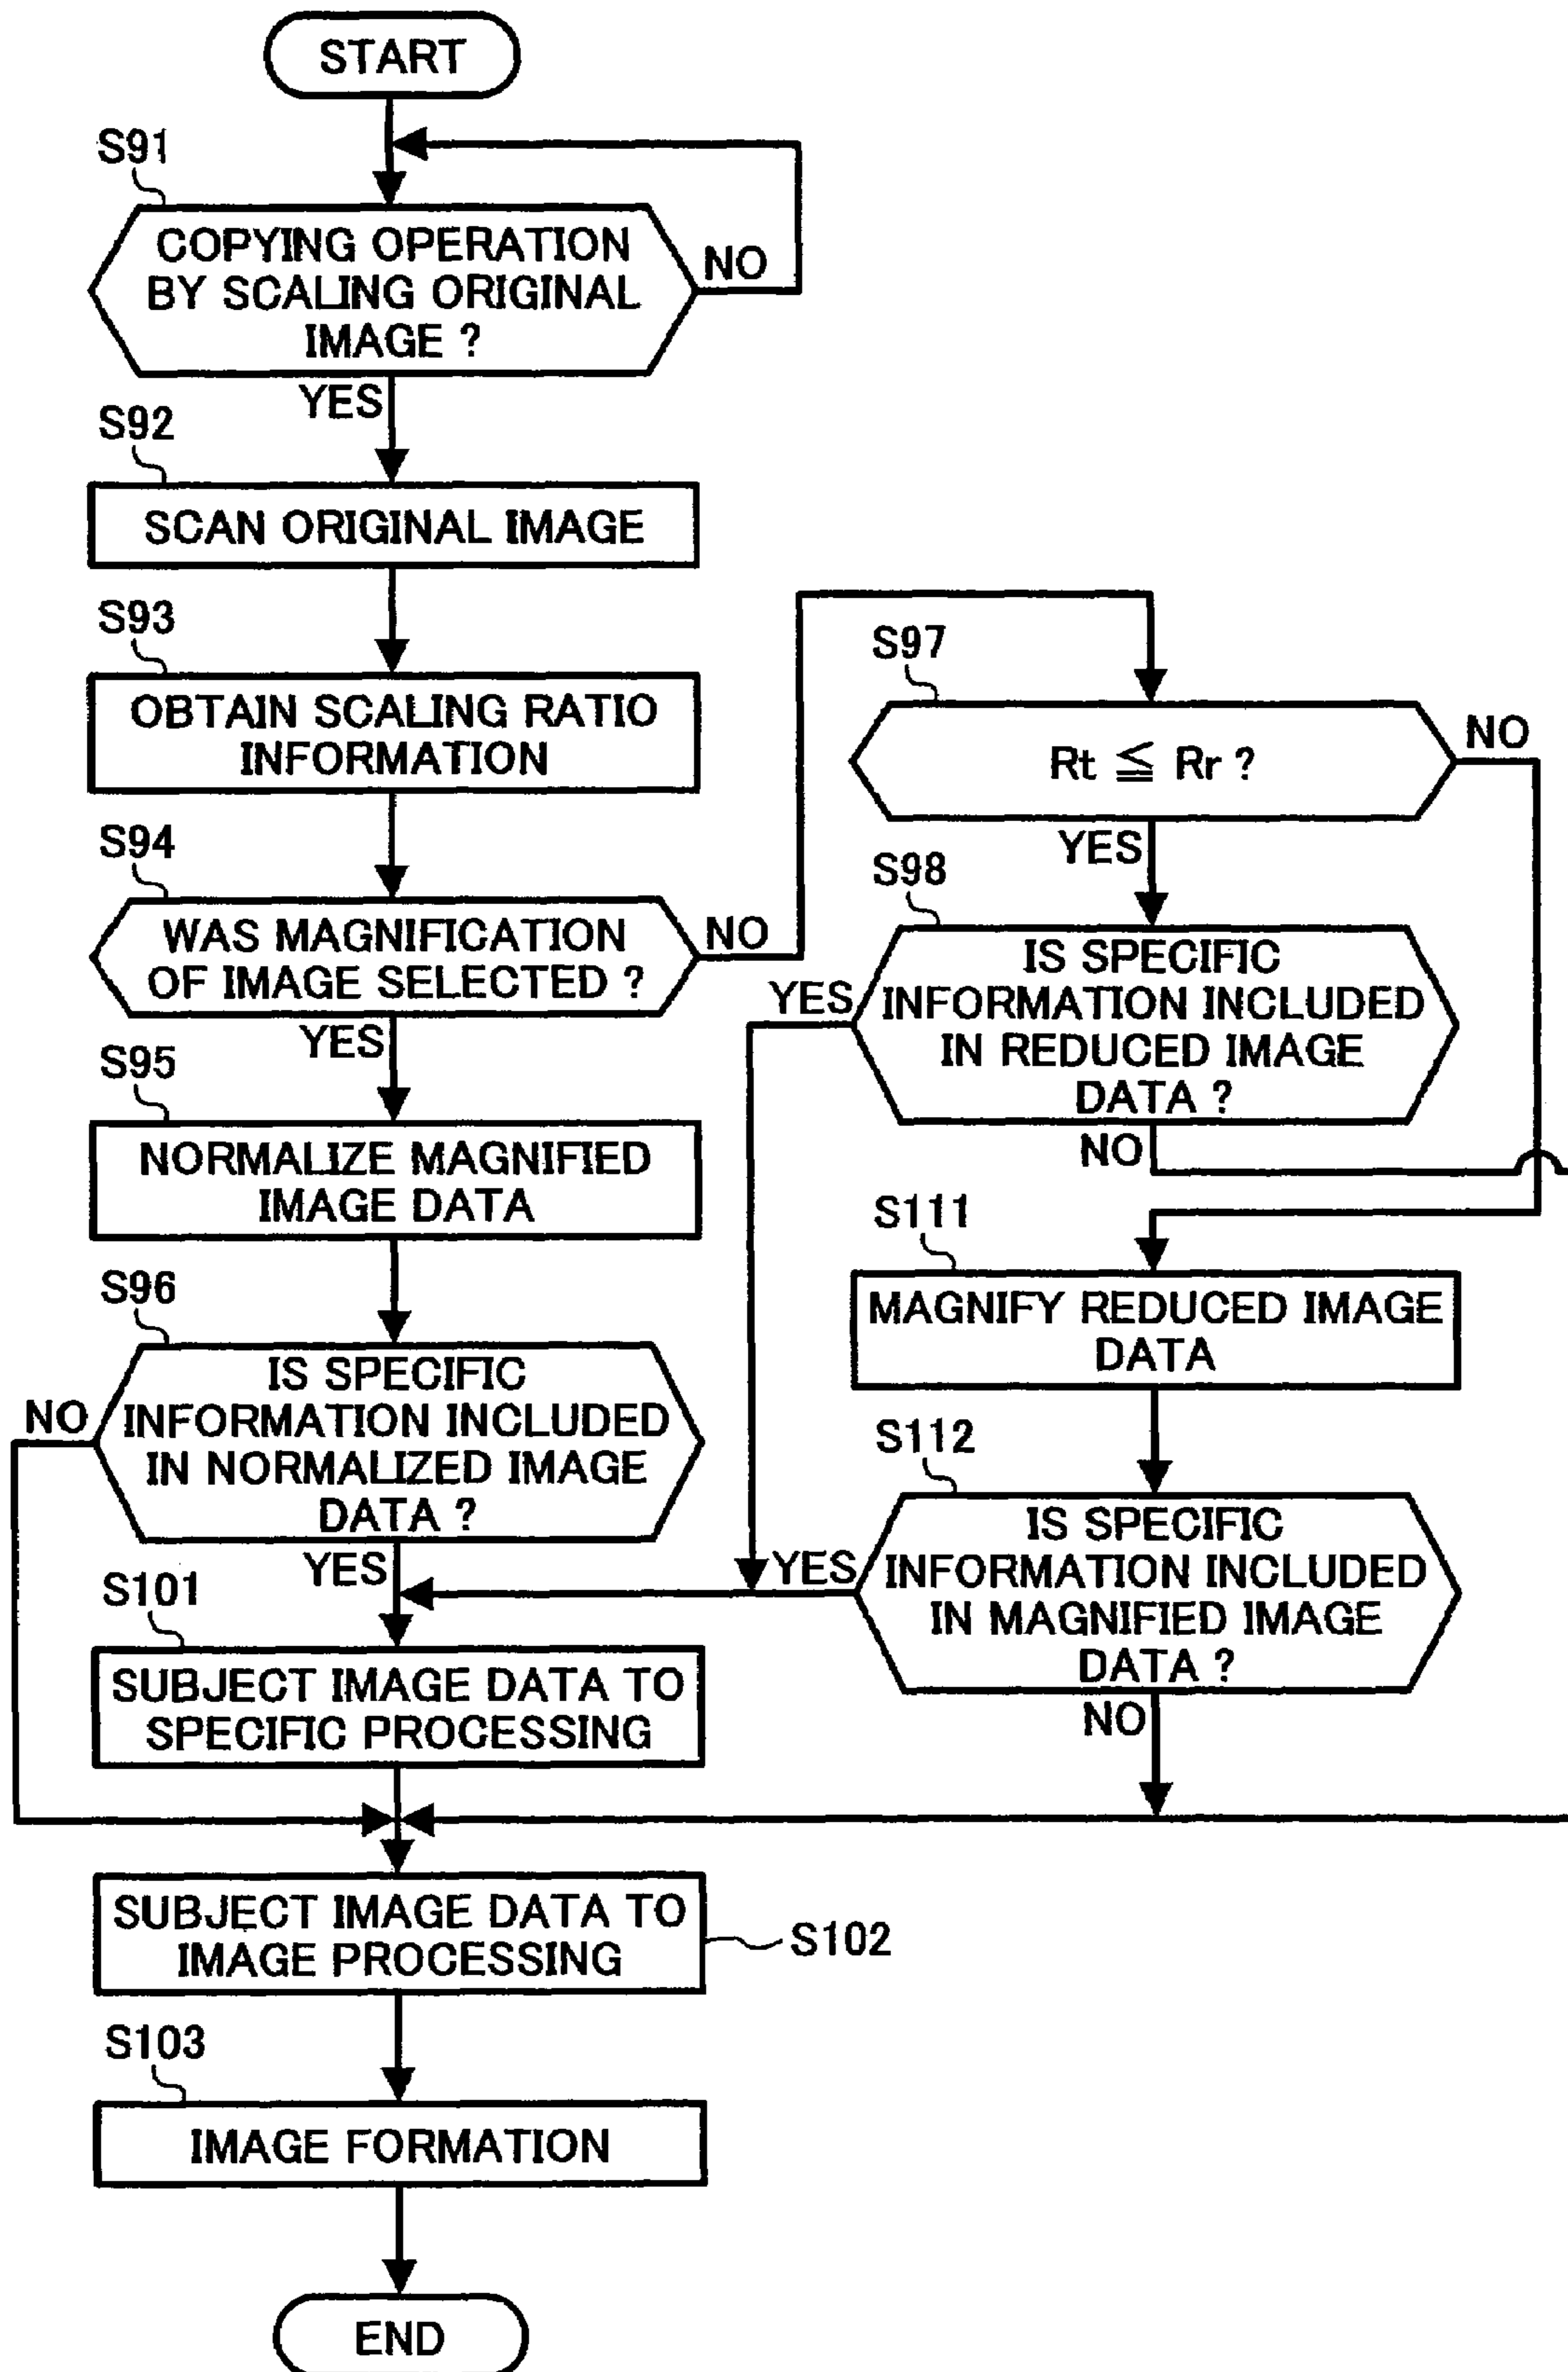 START
S91
COPYING OPERATION
BY SCALING ORIGINAL
IMAGE ?
NO
YES
S92
SCAN ORIGINAL IMAGE
S93
OBTAIN SCALING RATIO
INFORMATION
S94
WAS MAGNIFICATION
OF IMAGE SELECTED ?
NO
YES
S95
NORMALIZE MAGNIFIED
IMAGE DATA
S96
IS SPECIFIC
INFORMATION INCLUDED
IN NORMALIZED IMAGE
DATA ?
NO
YES
S97
Rt ≦ Rr ?
NO
YES
S98
IS SPECIFIC
INFORMATION INCLUDED
IN REDUCED IMAGE
DATA ?
YES
NO
S111
MAGNIFY REDUCED IMAGE
DATA
S112
IS SPECIFIC
INFORMATION INCLUDED
IN MAGNIFIED IMAGE
DATA ?
YES
NO
S101
SUBJECT IMAGE DATA TO
SPECIFIC PROCESSING
SUBJECT IMAGE DATA TO
IMAGE PROCESSING
S102
S103
IMAGE FORMATION
END